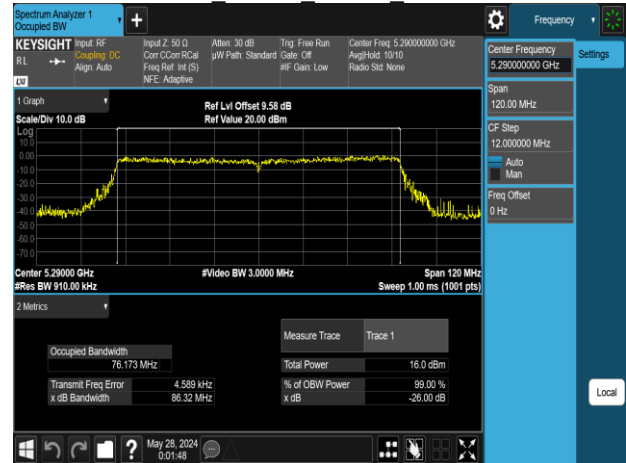 Spectrum Analyzer 1
Occupied BW
Frequency
KEYSIGHT
RL
LXI
Input: RF
Coupling: DC
Align: Auto
Input Z: 50 Ω
Corr CCorr RCal
Freq Ref: Int (S)
NFE: Adaptive
Atten: 30 dB
µW Path: Standard
Trig: Free Run
Gate: Off
#IF Gain: Low
Center Freq: 5.290000000 GHz
Avg|Hold: 10/10
Radio Std: None
Center Frequency
5.290000000 GHz
Settings
Span
120.00 MHz
CF Step
12.000000 MHz
Auto
Man
Freq Offset
0 Hz
Local
1 Graph
Scale/Div 10.0 dB
Ref Lvl Offset 9.58 dB
Ref Value 20.00 dBm
Log
10.0
0.00
-10.0
-20.0
-30.0
-40.0
-50.0
-60.0
-70.0
Center 5.29000 GHz
#Video BW 3.0000 MHz
Span 120 MHz
#Res BW 910.00 kHz
Sweep 1.00 ms (1001 pts)
2 Metrics
Measure Trace
Trace 1
Occupied Bandwidth
76.173 MHz
Total Power
16.0 dBm
Transmit Freq Error
4.589 kHz
% of OBW Power
99.00 %
x dB Bandwidth
86.32 MHz
x dB
-26.00 dB
?
May 28, 2024
0:01:48